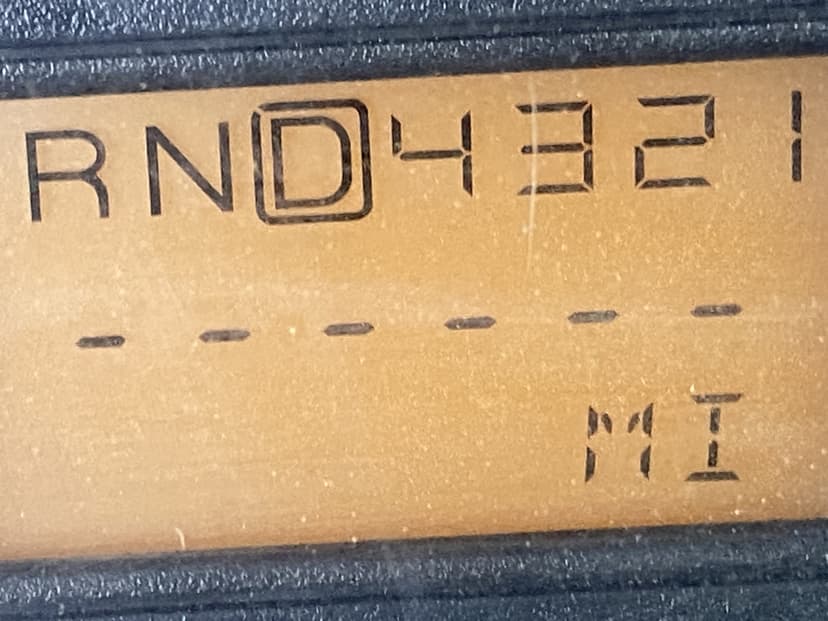 RND4321
------
MI